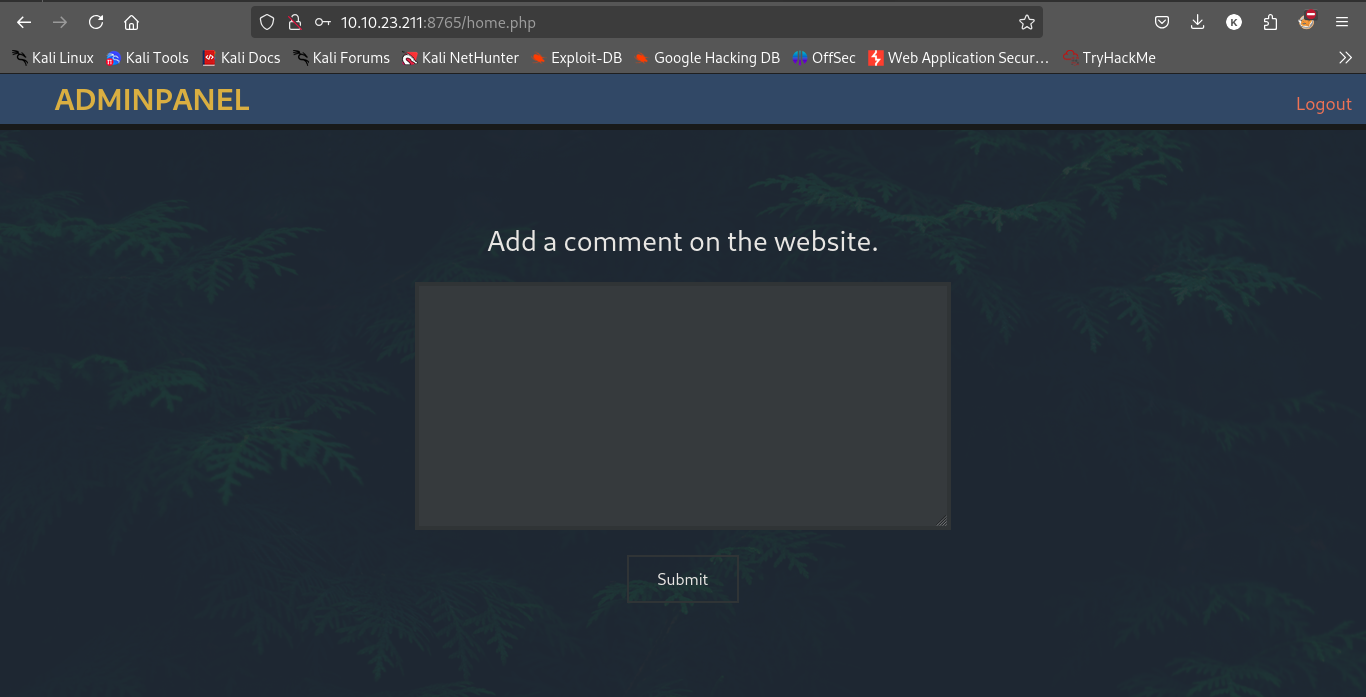 10.10.23.211:8765/home.php
K
Kali Linux Kali Tools Kali Docs Kali Forums Kali NetHunter Exploit-DB Google Hacking DB OffSec Web Application Secur… TryHackMe
ADMINPANEL
Logout
Add a comment on the website.
Submit